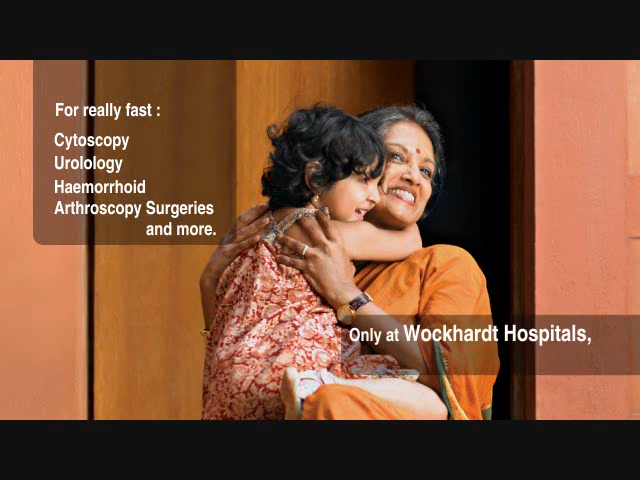 For really fast :
Cytoscopy
Urolology
Haemorrhoid
Arthroscopy Surgeries
and more.
Only at Wockhardt Hospitals,